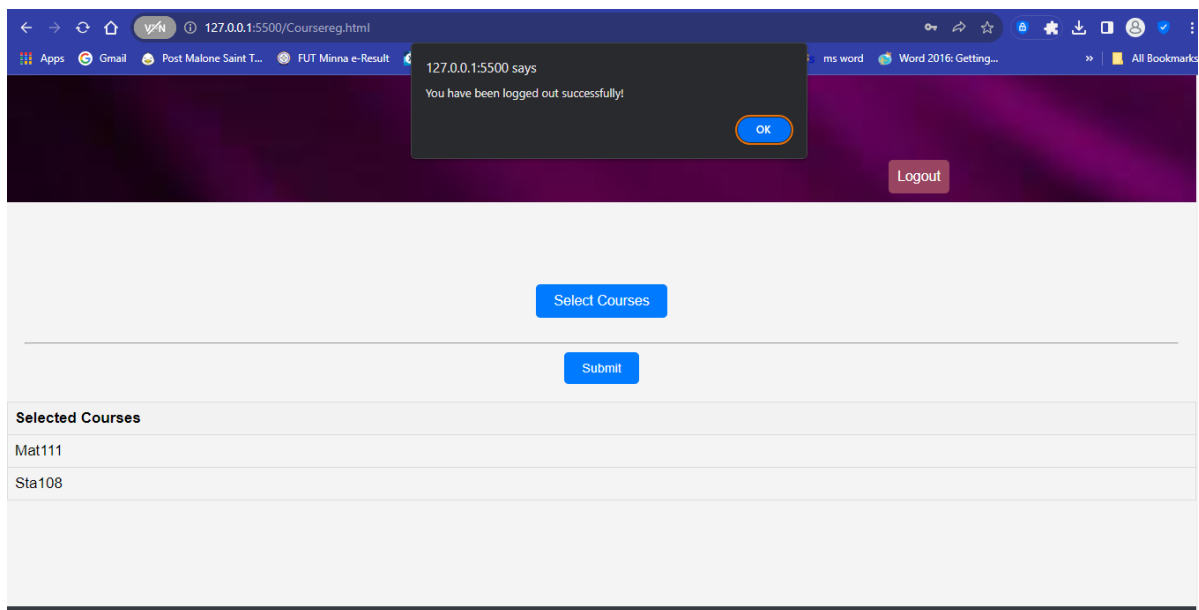 VPN 127.0.0.1:5500/Coursereg.html
Apps Gmail Post Malone Saint T... FUT Minna e-Result ms word Word 2016: Getting... » All Bookmarks
127.0.0.1:5500 says
You have been logged out successfully!
OK
Logout
Select Courses
Submit
Selected Courses
Mat111
Sta108